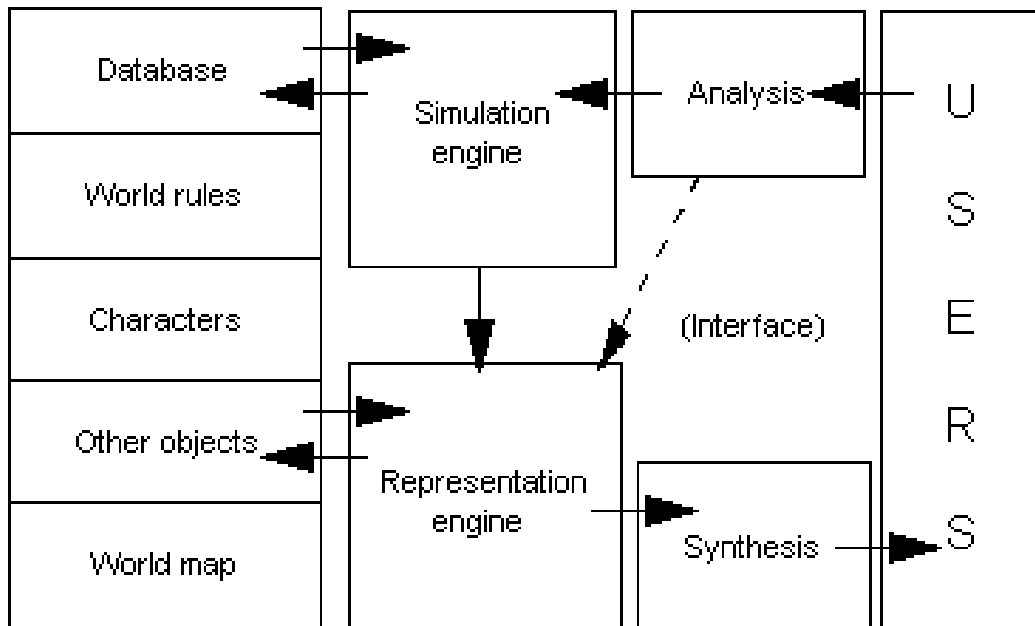 Database
World rules
Characters
Other objects
World map
Simulation
engine
Representation
engine
Analysis
(Interface)
Synthesis
U
S
E
R
S